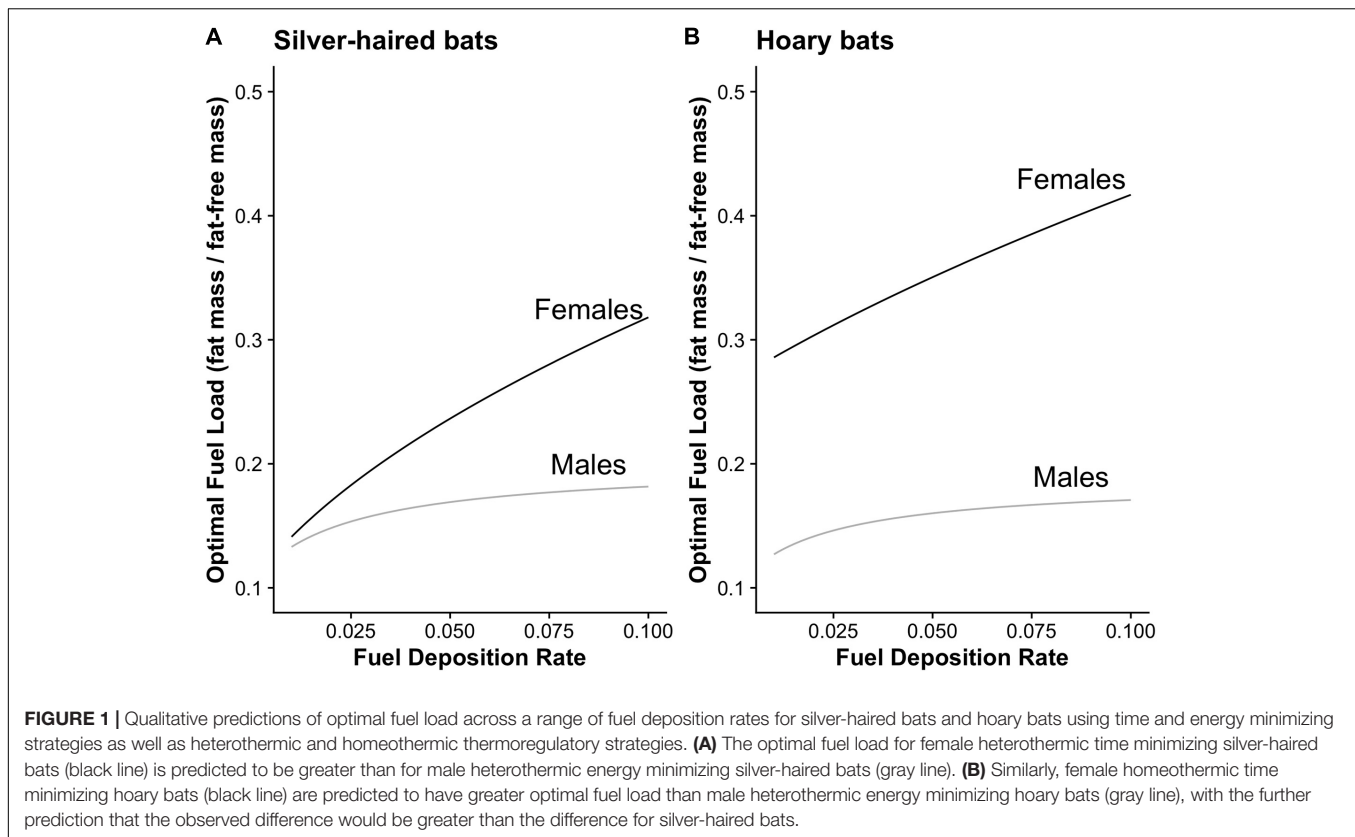 A Silver-haired bats
Optimal Fuel Load (fat mass / fat-free mass)
0.5
0.4
0.3
0.2
0.1
Females
Males
0.025 0.050 0.075 0.100
Fuel Deposition Rate
B Hoary bats
Optimal Fuel Load (fat mass / fat-free mass)
0.5
0.4
0.3
0.2
0.1
Females
Males
0.025 0.050 0.075 0.100
Fuel Deposition Rate
FIGURE 1 | Qualitative predictions of optimal fuel load across a range of fuel deposition rates for silver-haired bats and hoary bats using time and energy minimizing
strategies as well as heterothermic and homeothermic thermoregulatory strategies. (A) The optimal fuel load for female heterothermic time minimizing silver-haired
bats (black line) is predicted to be greater than for male heterothermic energy minimizing silver-haired bats (gray line). (B) Similarly, female homeothermic time
minimizing hoary bats (black line) are predicted to have greater optimal fuel load than male heterothermic energy minimizing hoary bats (gray line), with the further
prediction that the observed difference would be greater than the difference for silver-haired bats.